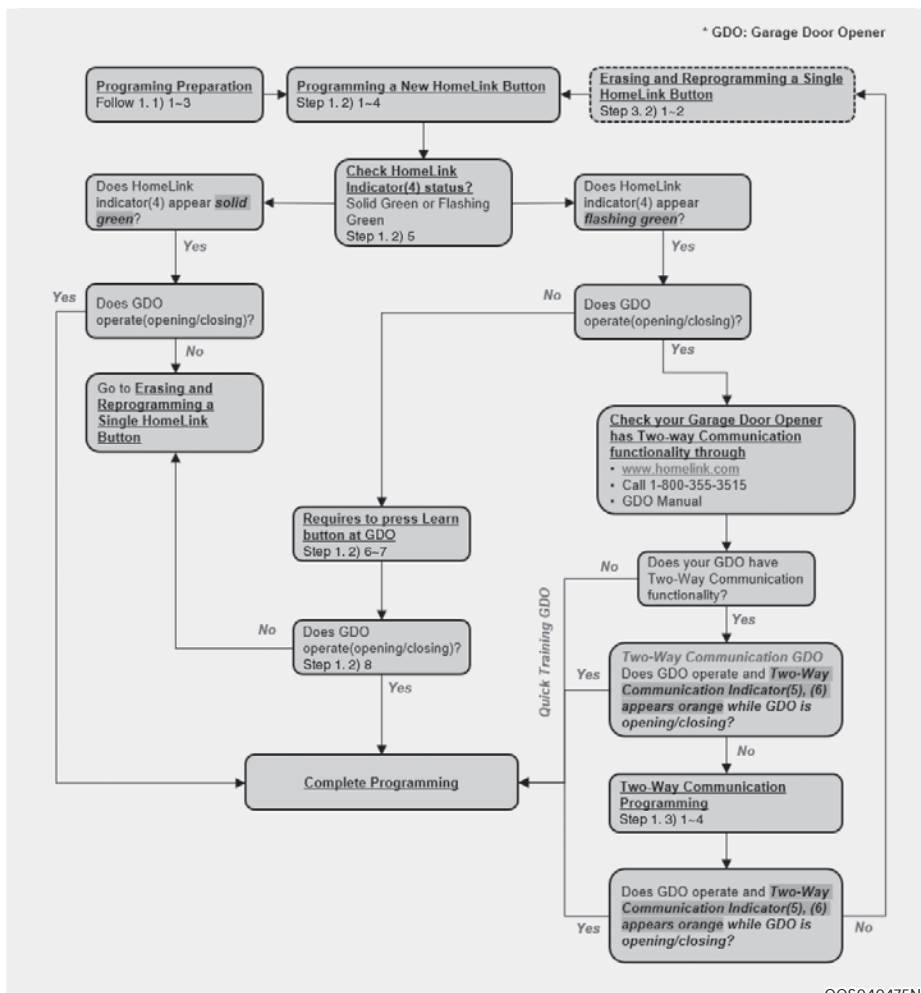 * GDO: Garage Door Opener
Programing Preparation
Follow 1. 1) 1~3
Programming a New HomeLink Button
Step 1. 2) 1~4
Erasing and Reprogramming a Single
HomeLink Button
Step 3. 2) 1~2
Does HomeLink
indicator(4) appear solid
green?
Check HomeLink
Indicator(4) status?
Solid Green or Flashing
Green
Step 1. 2) 5
Does HomeLink
indicator(4) appear
flashing green?
Yes
Yes
Yes
Does GDO
operate(opening/closing)?
No
Does GDO
operate(opening/closing)?
No
Yes
Go to Erasing and
Reprogramming a
Single HomeLink
Button
Check your Garage Door Opener
has Two-way Communication
functionality through
• www.homelink.com
• Call 1-800-355-3515
• GDO Manual
Requires to press Learn
button at GDO
Step 1. 2) 6~7
No
Does your GDO have
Two-Way Communication
functionality?
Yes
Quick Training GDO
No
Does GDO
operate(opening/closing)?
Step 1. 2) 8
Yes
Yes
Two-Way Communication GDO
Does GDO operate and Two-Way
Communication Indicator(5), (6)
appears orange while GDO is
opening/closing?
No
Complete Programming
Two-Way Communication
Programming
Step 1. 3) 1~4
Does GDO operate and Two-Way
Communication Indicator(5), (6)
appears orange while GDO is
opening/closing?
Yes
No